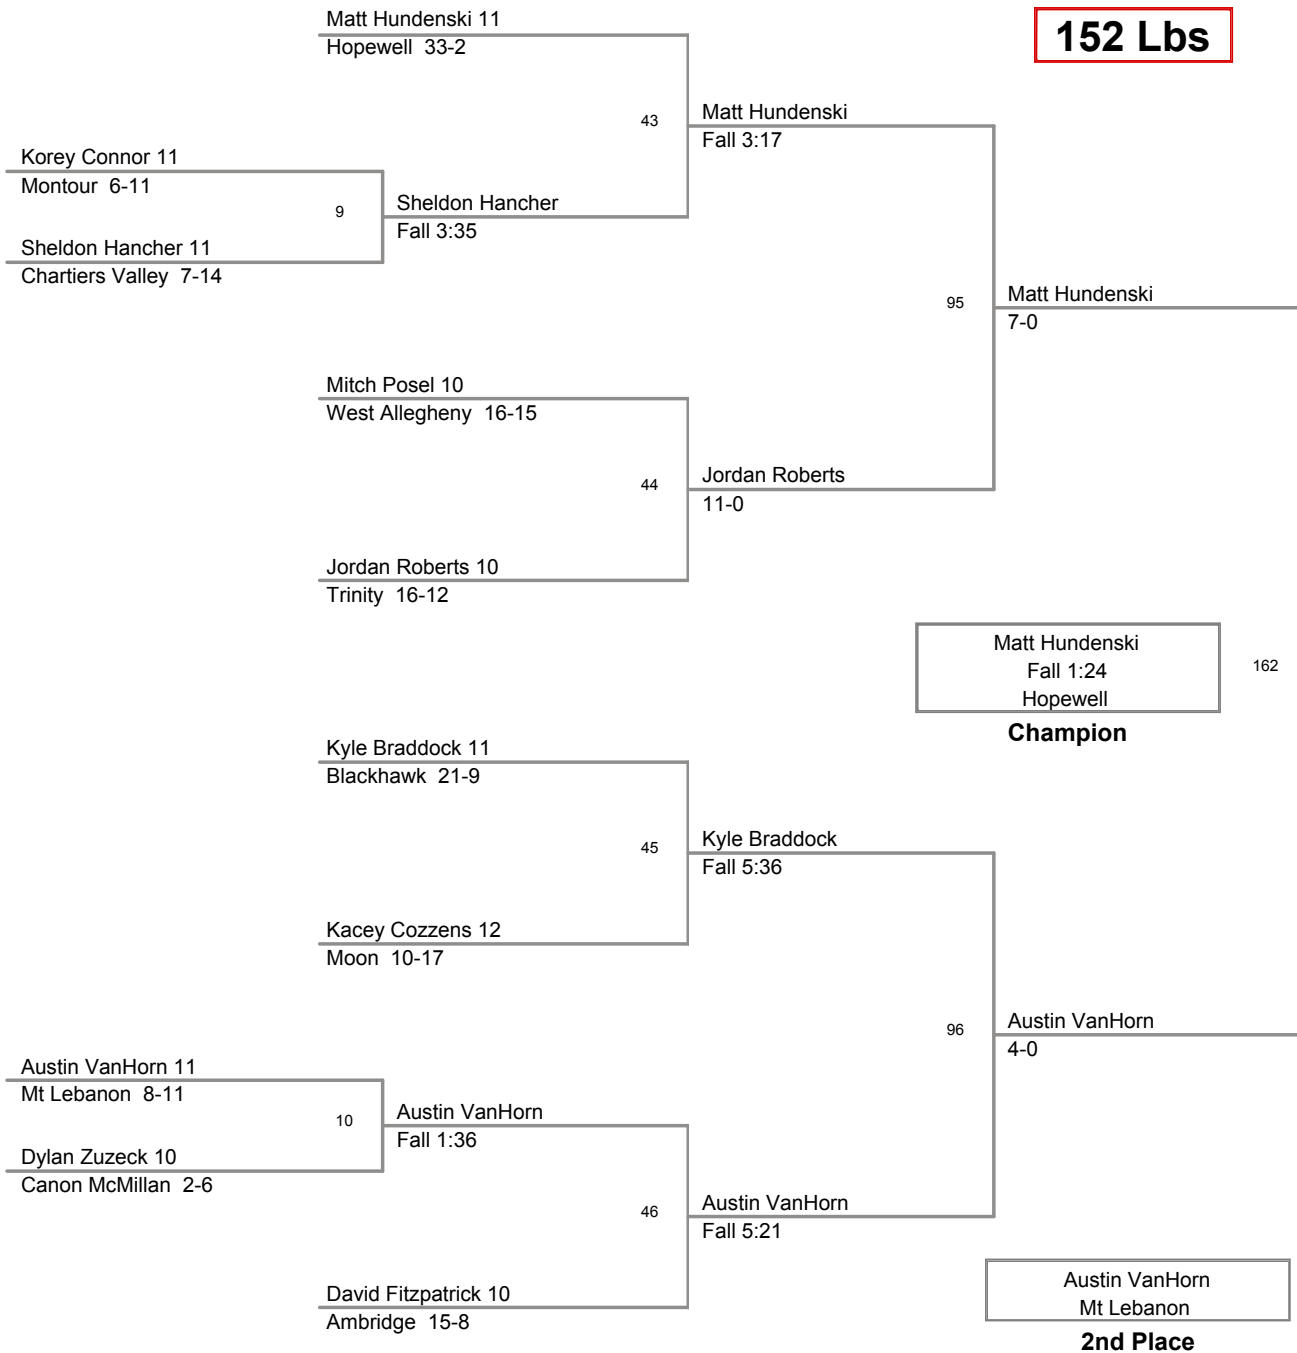 Matt Hundenski 11
Hopewell  33-2
152 Lbs
43
Matt Hundenski
Fall 3:17
Korey Connor 11
Montour  6-11
9
Sheldon Hancher
Fall 3:35
Sheldon Hancher 11
Chartiers Valley  7-14
95
Matt Hundenski
7-0
Mitch Posel 10
West Allegheny  16-15
44
Jordan Roberts
11-0
Jordan Roberts 10
Trinity  16-12
Matt Hundenski
Fall 1:24
Hopewell
162
Champion
Kyle Braddock 11
Blackhawk  21-9
45
Kyle Braddock
Fall 5:36
Kacey Cozzens 12
Moon  10-17
96
Austin VanHorn
4-0
Austin VanHorn 11
Mt Lebanon  8-11
10
Austin VanHorn
Fall 1:36
Dylan Zuzeck 10
Canon McMillan  2-6
46
Austin VanHorn
Fall 5:21
David Fitzpatrick 10
Ambridge  15-8
Austin VanHorn
Mt Lebanon
2nd Place